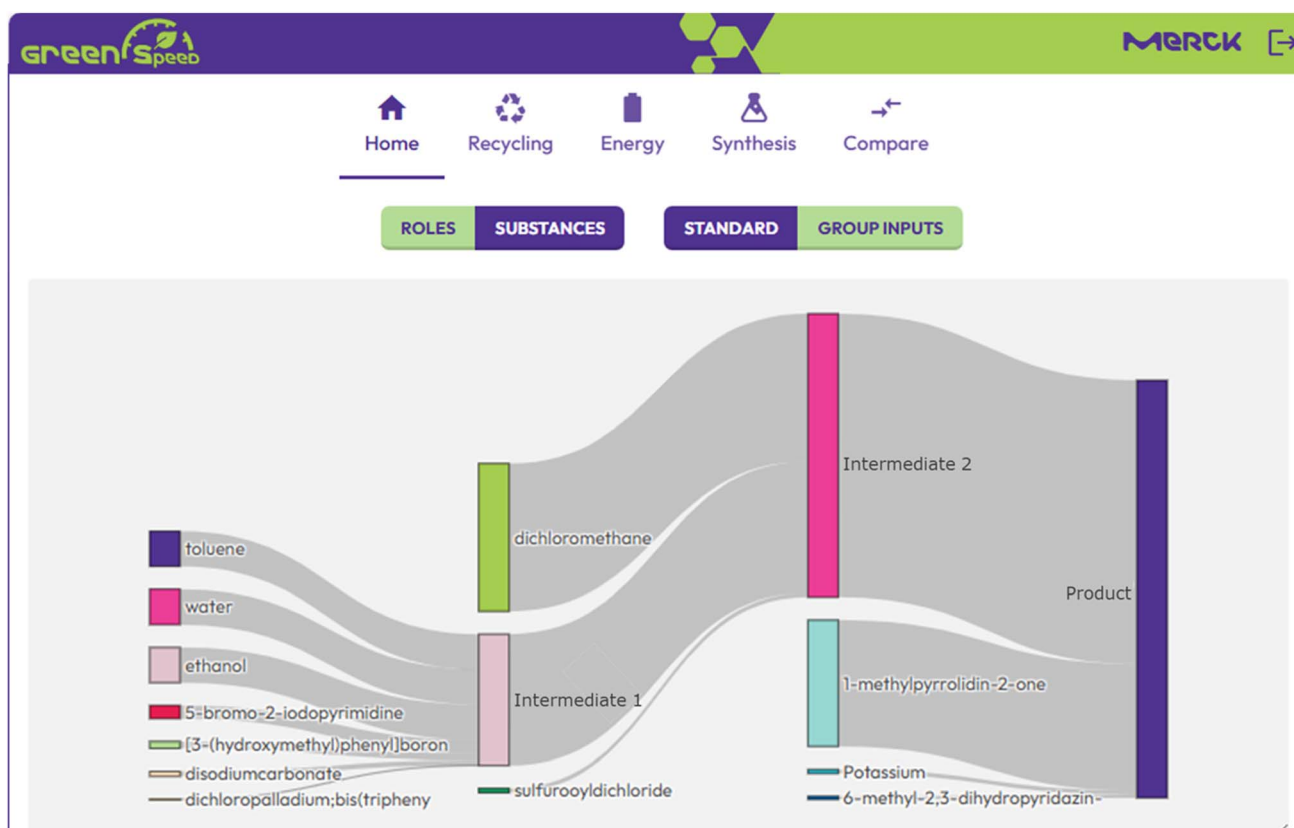 GreenSpeed
MERCK
Home Recycling Energy Synthesis Compare
ROLES SUBSTANCES STANDARD GROUP INPUTS
Intermediate 2
dichloromethane
toluene
Product
water
ethanol
1-methylpyrrolidin-2-one
Intermediate 1
5-bromo-2-iodopyrimidine
[3-(hydroxymethyl)phenyl]boron
disodiumcarbonate
Potassium
sulfurooyldichloride
dichloropalladium;bis(tripheny
6-methyl-2,3-dihydropyridazin-